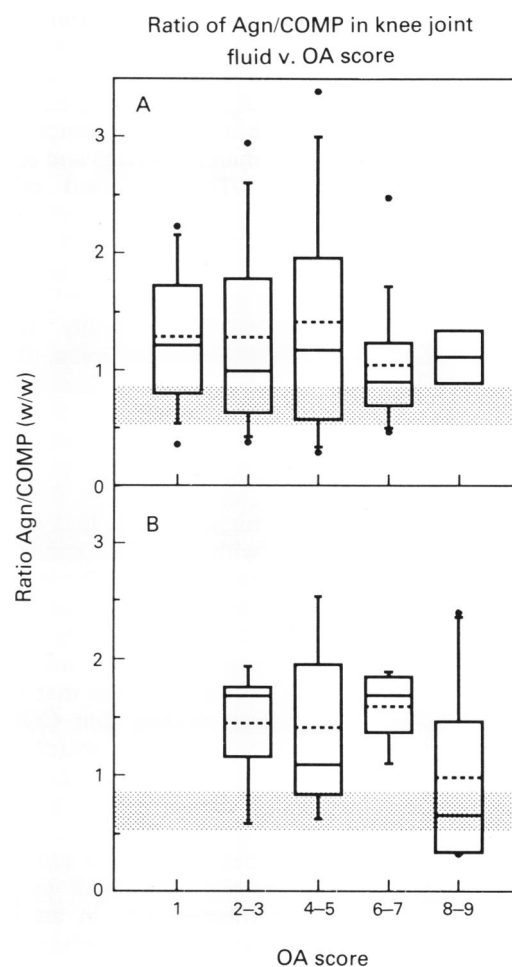 Ratio of Agn/COMP in knee joint
fluid v. OA score
A
3
2
1
0
Ratio Agn/COMP (w/w)
B
3
2
1
0
1 2–3 4–5 6–7 8–9
OA score